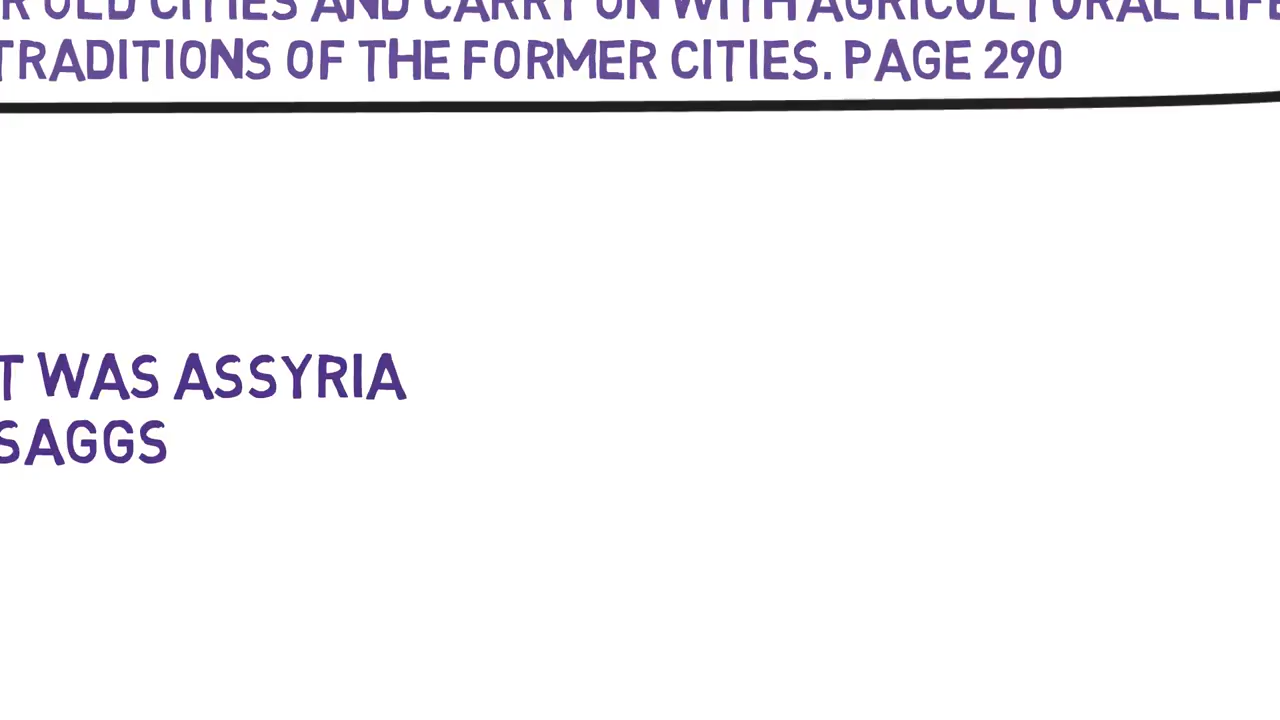 R OLD CITIES AND CARRY ON WITH AGRICULTURAL LIFE
TRADITIONS OF THE FORMER CITIES. PAGE 290
T WAS ASSYRIA
SAGGS